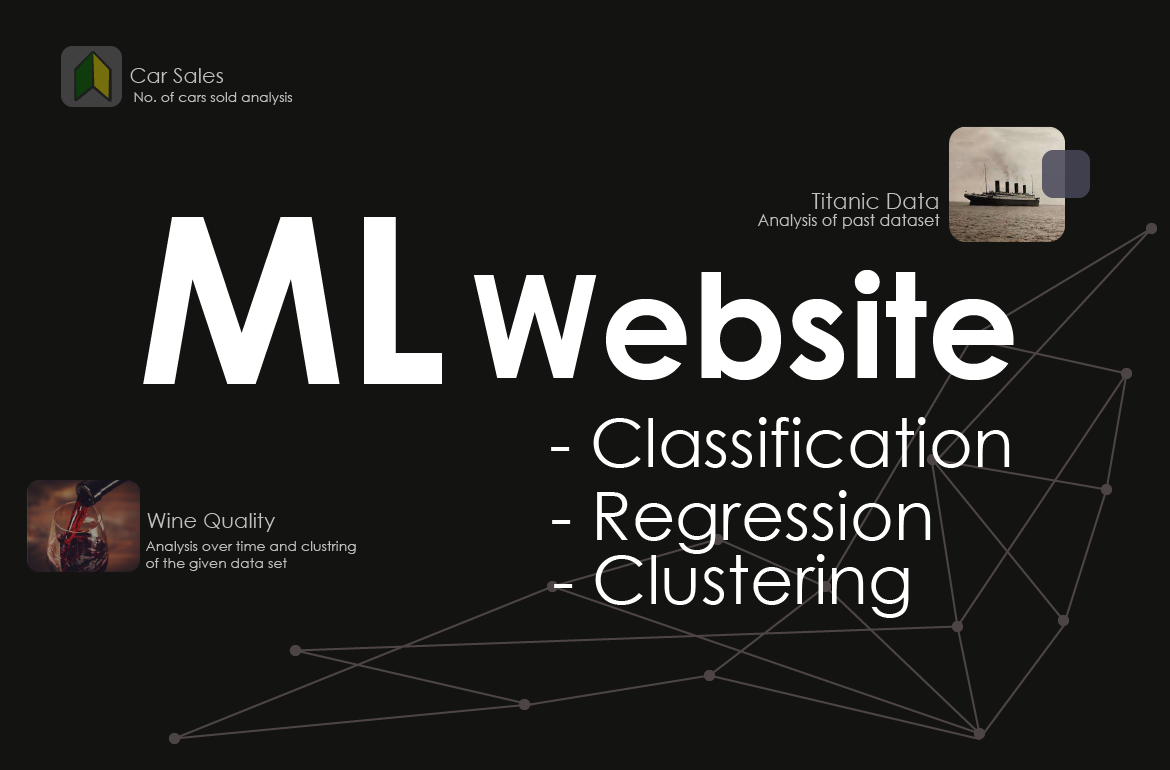 Car Sales
No. of cars sold analysis
Titanic Data
Analysis of past dataset
ML Website
- Classification
- Regression
- Clustering
Wine Quality
Analysis over time and clustring
of the given data set